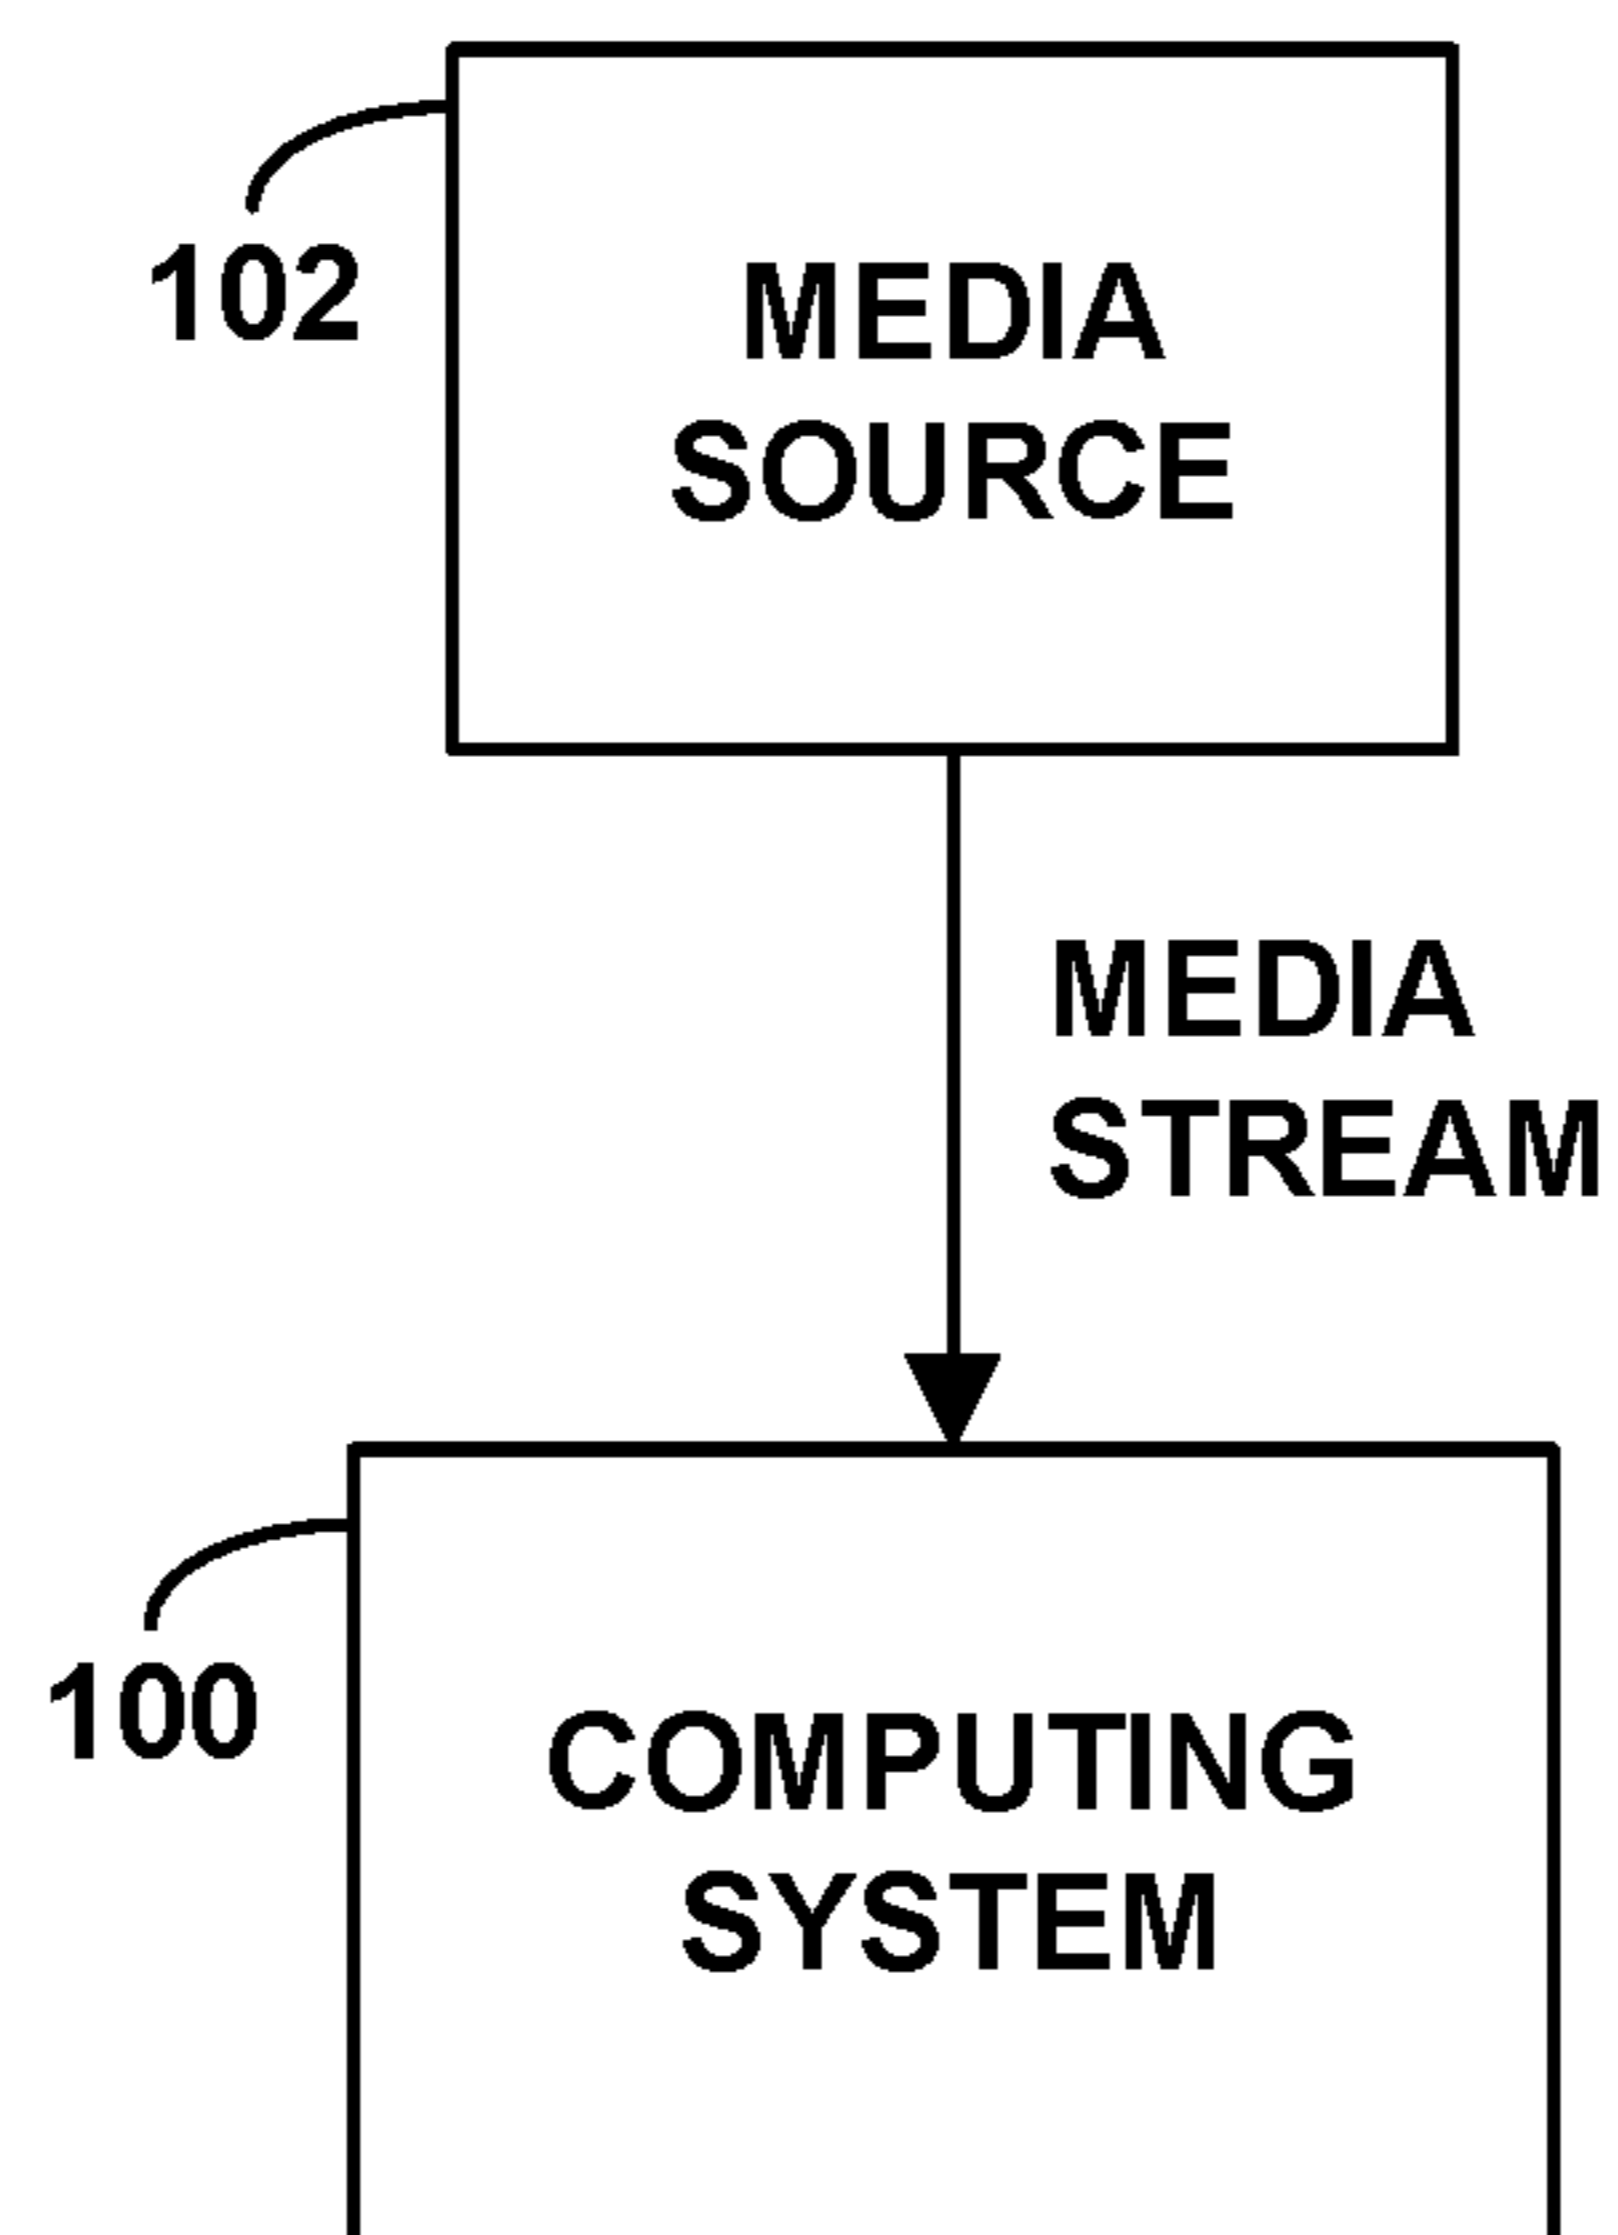 102
MEDIA
SOURCE
MEDIA
STREAM
100
COMPUTING
SYSTEM